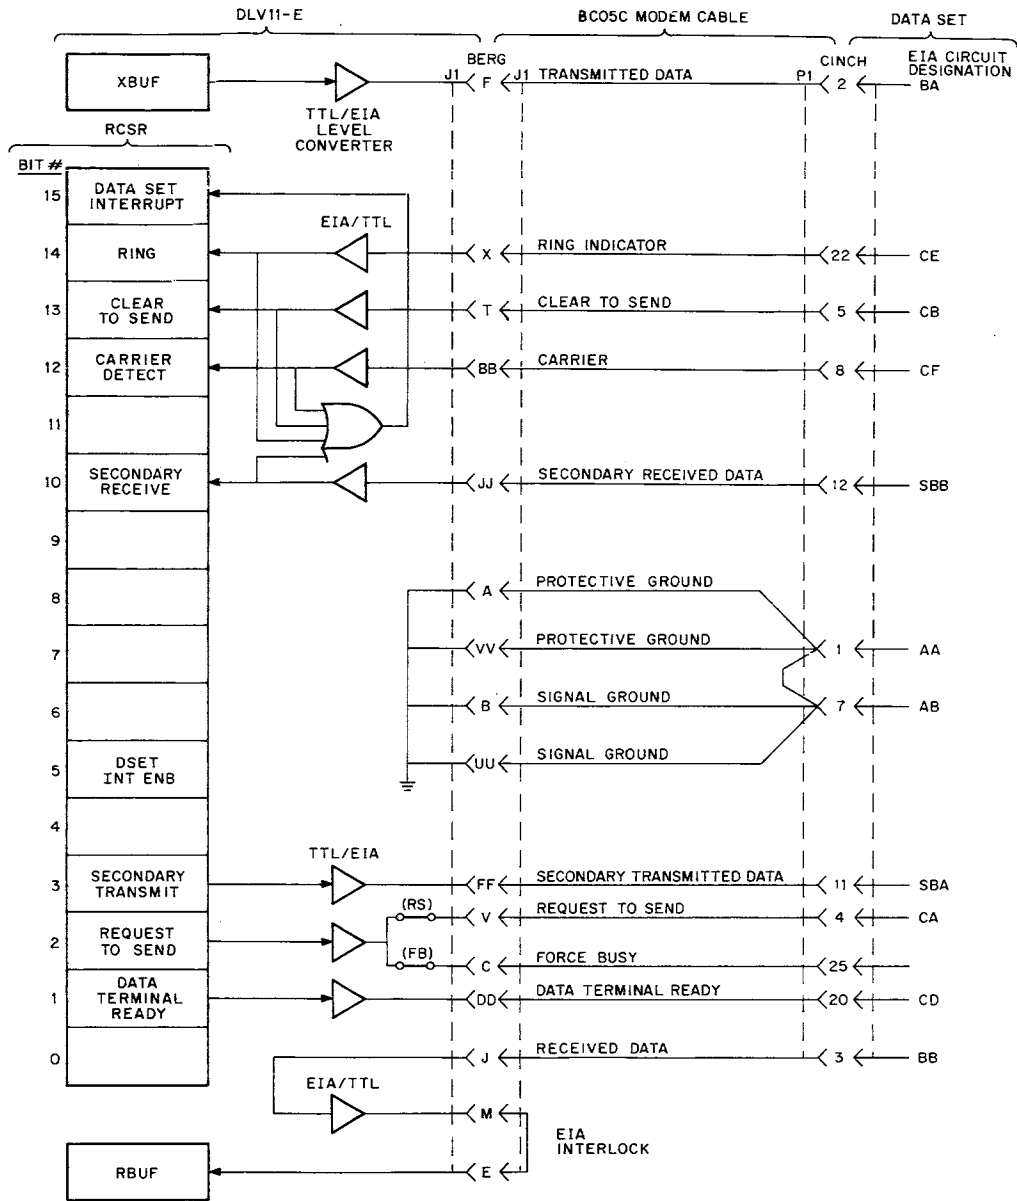 DLV11-E
BC05C MODEM CABLE
DATA SET
BERG
CINCH
EIA CIRCUIT
DESIGNATION
XBUF
J1
F
J1
TRANSMITTED DATA
P1
2
BA
TTL/EIA
LEVEL
CONVERTER
RCSR
BIT #
15
DATA SET
INTERRUPT
EIA/TTL
14
RING
X
RING INDICATOR
22
CE
13
CLEAR
TO SEND
T
CLEAR TO SEND
5
CB
12
CARRIER
DETECT
BB
CARRIER
8
CF
11
10
SECONDARY
RECEIVE
JJ
SECONDARY RECEIVED DATA
12
SBB
9
8
A
PROTECTIVE GROUND
7
VV
PROTECTIVE GROUND
1
AA
6
B
SIGNAL GROUND
7
AB
5
DSET
INT ENB
UU
SIGNAL GROUND
4
TTL/EIA
3
SECONDARY
TRANSMIT
FF
SECONDARY TRANSMITTED DATA
11
SBA
(RS)
V
REQUEST TO SEND
4
CA
2
REQUEST
TO SEND
(FB)
C
FORCE BUSY
25
1
DATA
TERMINAL
READY
DD
DATA TERMINAL READY
20
CD
0
J
RECEIVED DATA
3
BB
EIA/TTL
M
EIA
INTERLOCK
RBUF
E